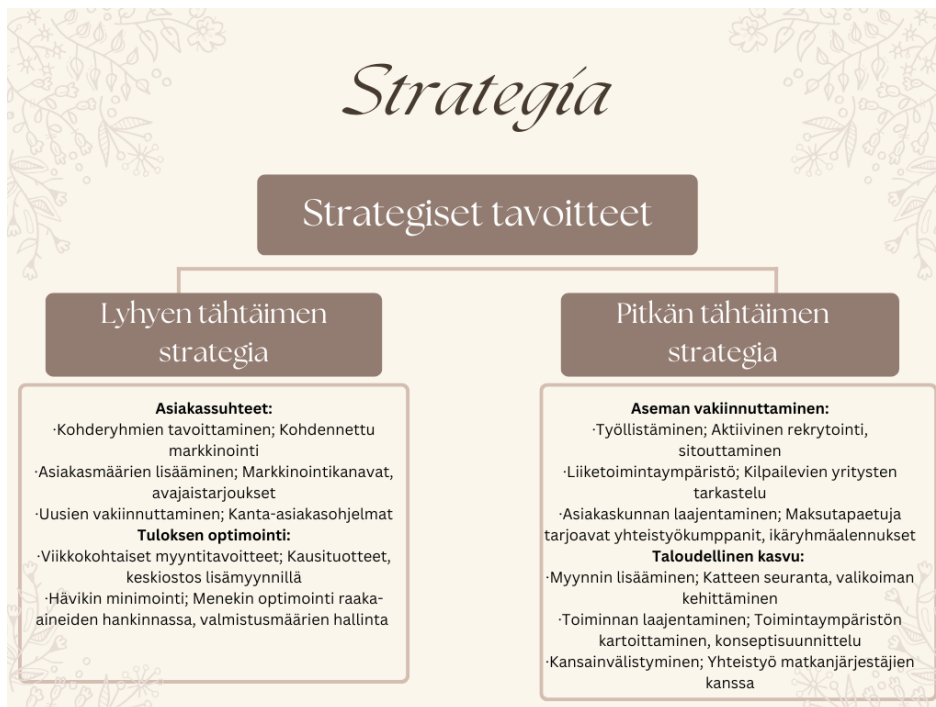 Strategia
Strategiset tavoitteet
Lyhyen tähtäimen
strategia
Asiakassuhteet:
·Kohderyhmien tavoittaminen; Kohdennettu
markkinointi
·Asiakasmäärien lisääminen; Markkinointikanavat,
avajaistarjoukset
·Uusien vakiinnuttaminen; Kanta-asiakasohjelmat
Tuloksen optimointi:
·Viikkokohtaiset myyntitavoitteet; Kausituotteet,
keskiostos lisämyynnillä
·Hävikin minimointi; Menekin optimointi raaka-
aineiden hankinnassa, valmistusmäärien hallinta
Pitkän tähtäimen
strategia
Aseman vakiinnuttaminen:
·Työllistäminen; Aktiivinen rekrytointi,
sitouttaminen
·Liiketoimintaympäristö; Kilpailevien yritysten
tarkastelu
·Asiakaskunnan laajentaminen; Maksutapaetuja
tarjoavat yhteistyökumppanit, ikäryhmäalennukset
Taloudellinen kasvu:
·Myynnin lisääminen; Katteen seuranta, valikoiman
kehittäminen
·Toiminnan laajentaminen; Toimintaympäristön
kartoittaminen, konseptisuunnittelu
·Kansainvälistyminen; Yhteistyö matkanjärjestäjien
kanssa